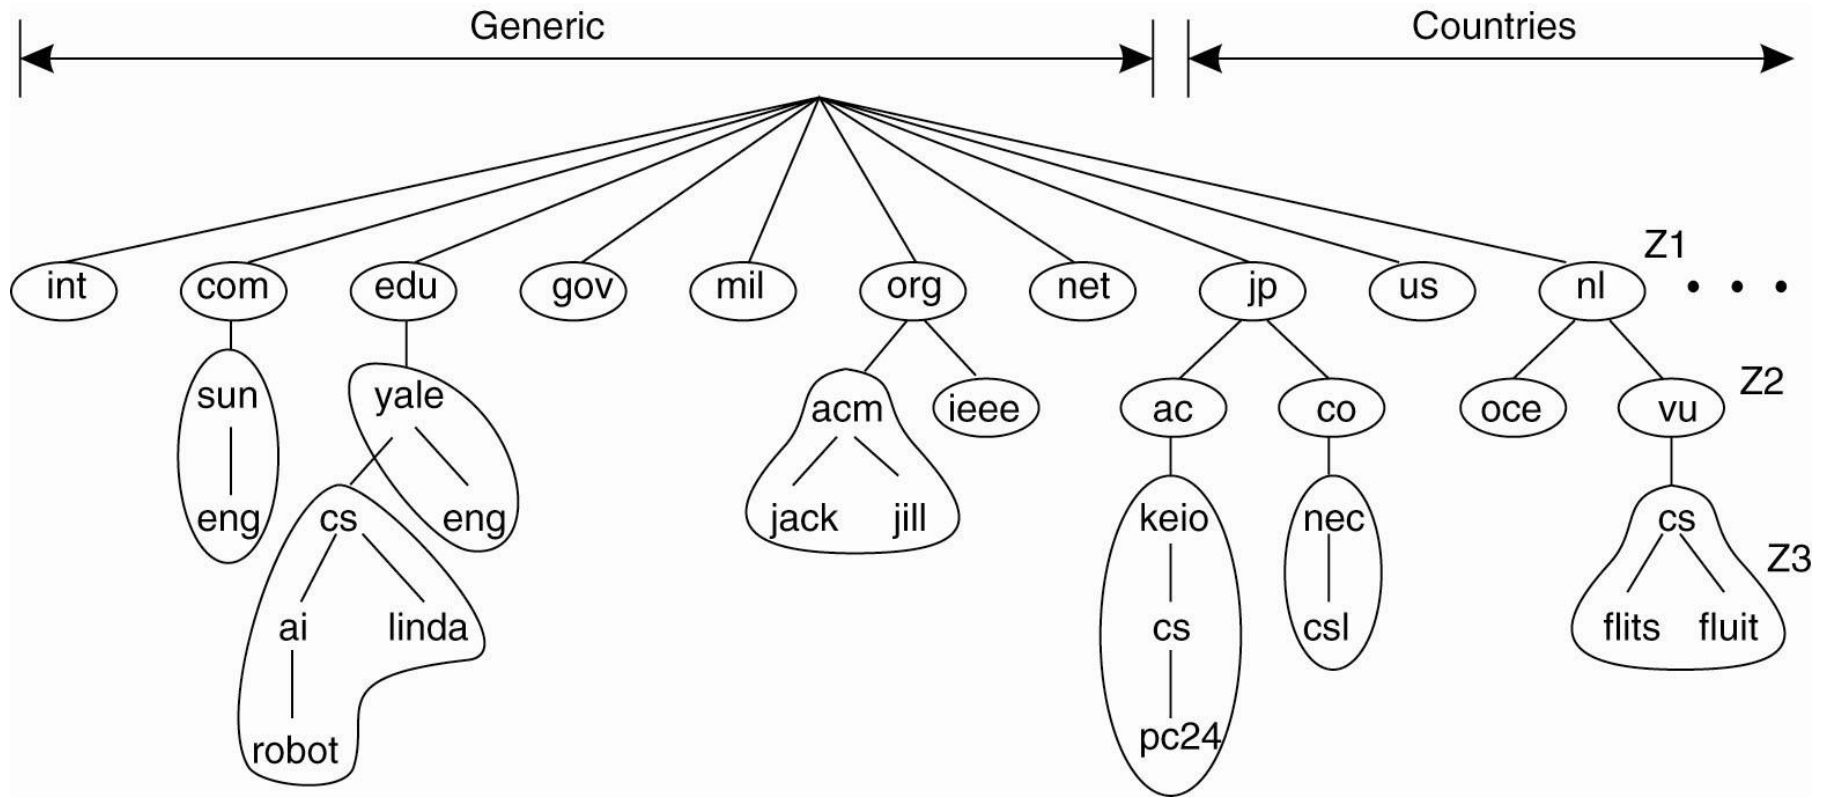 Generic Countries
Z1
int com edu gov mil org net jp us nl
Z2
sun yale acm ieee ac co oce vu
eng cs eng jack jill keio nec cs
Z3
ai linda cs csl flits fluit
robot pc24